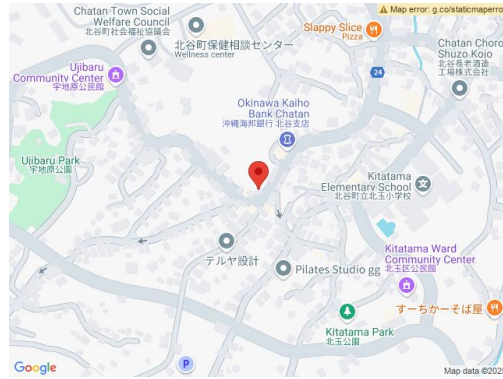 Map error: g.co/staticmaperro
Chatan Town Social
Welfare Council
北谷町社会福祉協議会
北谷町保健相談センター
Wellness center
Slappy Slice
Pizza
Chatan Choro
Shuzo Kojo
北谷長老酒造
工場株式会社
24
Ujibaru
Community Center
宇地原公民館
Okinawa Kaiho
Bank Chatan
沖縄海邦銀行 北谷支店
Ujibaru Park
宇地原公園
Kitatama
Elementary School
北谷町立北玉小学校
テルヤ設計
Pilates Studio gg
Kitatama Ward
Community Center
北玉区公民館
すーちかーそば屋
Kitatama Park
北玉公園
P
Google
Map data ©202